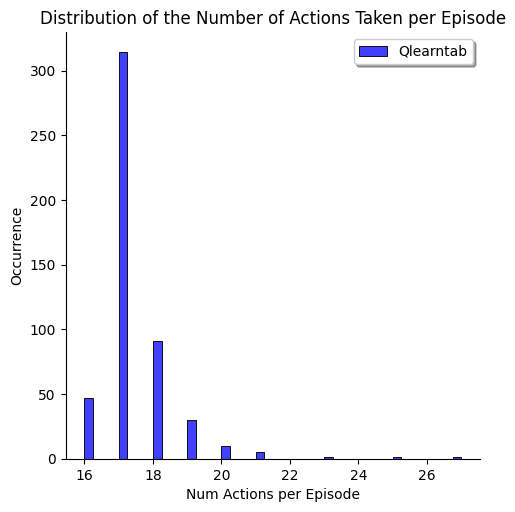 Distribution of the Number of Actions Taken per Episode
Qlearntab
300
250
200
150
100
50
0
Occurrence
16 18 20 22 24 26
Num Actions per Episode